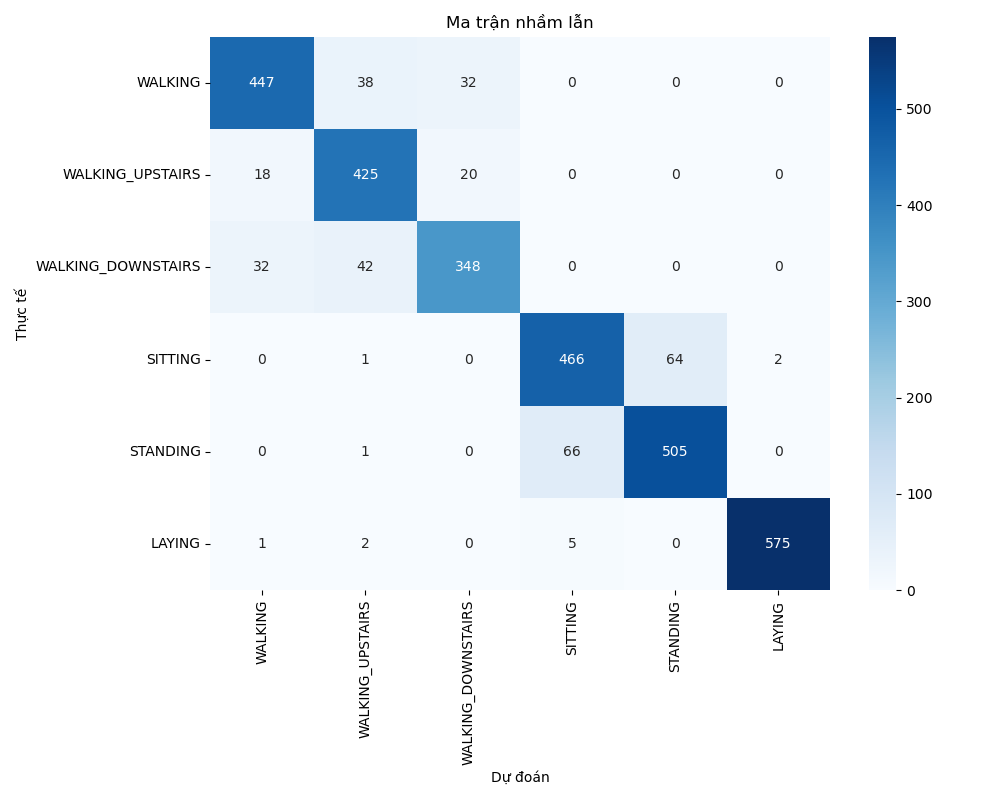 Ma trận nhầm lẫn
WALKING 447 38 32 0 0 0
WALKING_UPSTAIRS 18 425 20 0 0 0
WALKING_DOWNSTAIRS 32 42 348 0 0 0
SITTING 0 1 0 466 64 2
STANDING 0 1 0 66 505 0
LAYING 1 2 0 5 0 575
Thực tế
WALKING
WALKING_UPSTAIRS
WALKING_DOWNSTAIRS
SITTING
STANDING
LAYING
Dự đoán
500
400
300
200
100
0